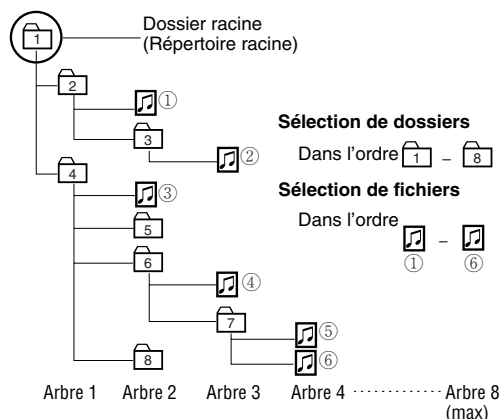 Dossier racine
(Répertoire racine)
1
2
①
3
②
4
③
5
6
④
7
⑤
⑥
8
Sélection de dossiers
Dans l'ordre 1 – 8
Sélection de fichiers
Dans l'ordre
–
① ⑥
Arbre 1 Arbre 2 Arbre 3 Arbre 4 Arbre 8
(max)